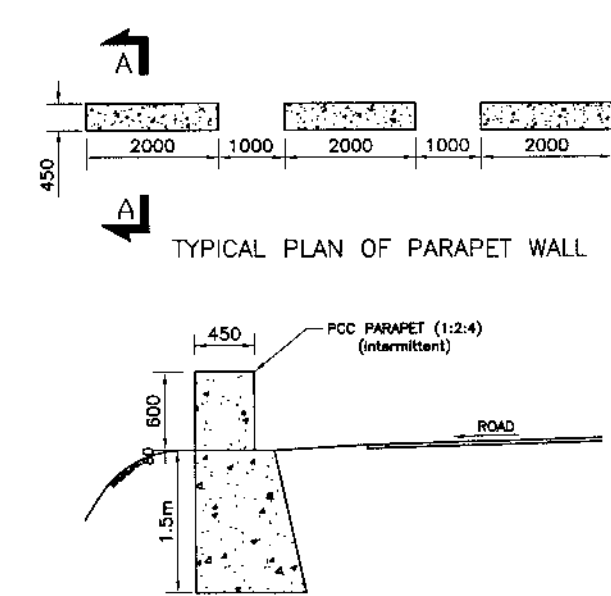 A
2000 1000 2000 1000 2000
450
A
TYPICAL PLAN OF PARAPET WALL
450
PCC PARAPET (1:2:4)
(intermittent)
600
ROAD
1.5m